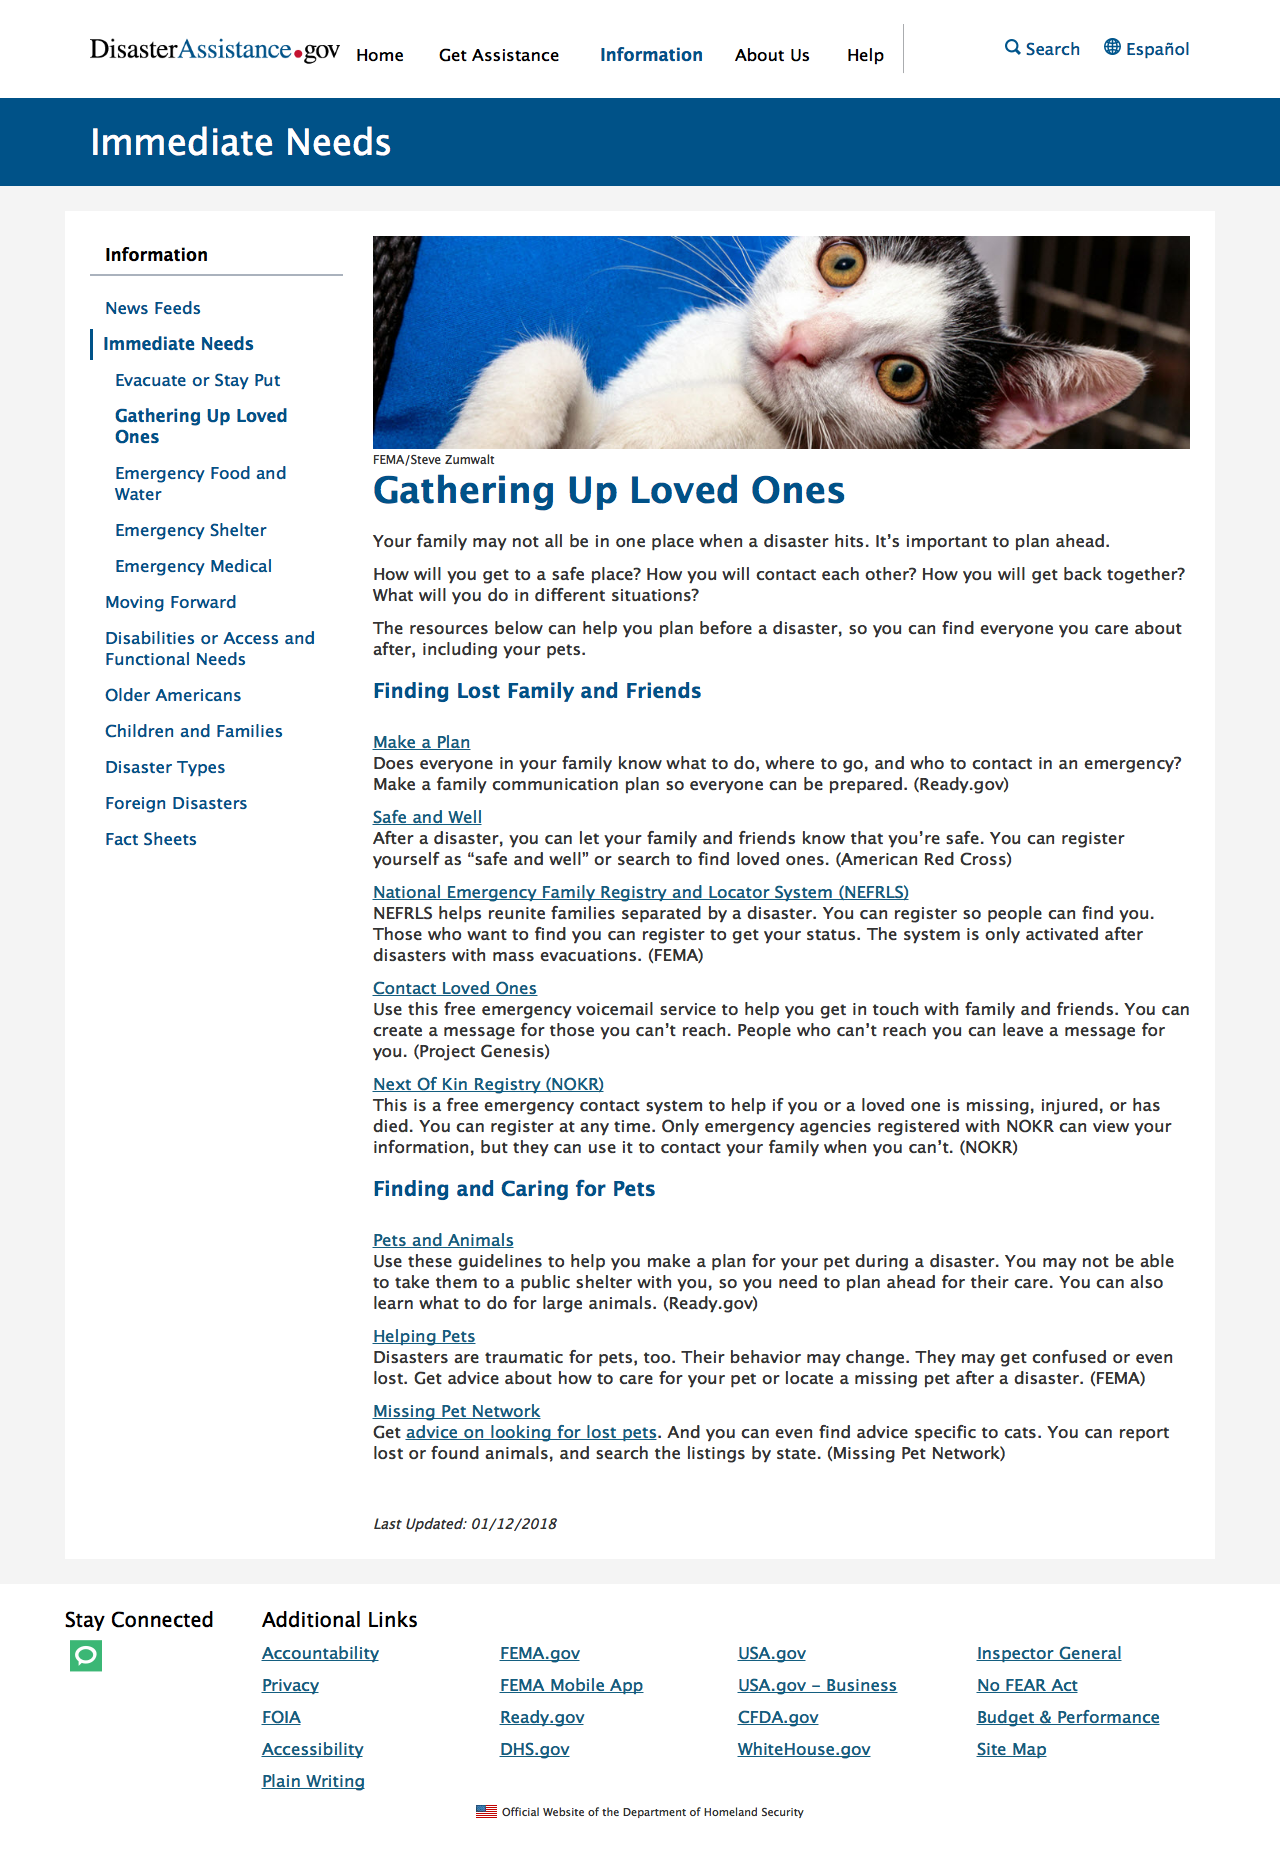 DisasterAssistance.gov
Home
Get Assistance
Information
About Us
Help
Search
Español
Immediate Needs
Information
News Feeds
Immediate Needs
Evacuate or Stay Put
Gathering Up Loved
Ones
Emergency Food and
Water
Emergency Shelter
Emergency Medical
Moving Forward
Disabilities or Access and
Functional Needs
Older Americans
Children and Families
Disaster Types
Foreign Disasters
Fact Sheets
FEMA/Steve Zumwalt
Gathering Up Loved Ones
Your family may not all be in one place when a disaster hits. It’s important to plan ahead.
How will you get to a safe place? How you will contact each other? How you will get back together?
What will you do in different situations?
The resources below can help you plan before a disaster, so you can find everyone you care about
after, including your pets.
Finding Lost Family and Friends
Make a Plan
Does everyone in your family know what to do, where to go, and who to contact in an emergency?
Make a family communication plan so everyone can be prepared. (Ready.gov)
Safe and Well
After a disaster, you can let your family and friends know that you’re safe. You can register
yourself as “safe and well” or search to find loved ones. (American Red Cross)
National Emergency Family Registry and Locator System (NEFRLS)
NEFRLS helps reunite families separated by a disaster. You can register so people can find you.
Those who want to find you can register to get your status. The system is only activated after
disasters with mass evacuations. (FEMA)
Contact Loved Ones
Use this free emergency voicemail service to help you get in touch with family and friends. You can
create a message for those you can’t reach. People who can’t reach you can leave a message for
you. (Project Genesis)
Next Of Kin Registry (NOKR)
This is a free emergency contact system to help if you or a loved one is missing, injured, or has
died. You can register at any time. Only emergency agencies registered with NOKR can view your
information, but they can use it to contact your family when you can’t. (NOKR)
Finding and Caring for Pets
Pets and Animals
Use these guidelines to help you make a plan for your pet during a disaster. You may not be able
to take them to a public shelter with you, so you need to plan ahead for their care. You can also
learn what to do for large animals. (Ready.gov)
Helping Pets
Disasters are traumatic for pets, too. Their behavior may change. They may get confused or even
lost. Get advice about how to care for your pet or locate a missing pet after a disaster. (FEMA)
Missing Pet Network
Get advice on looking for lost pets. And you can even find advice specific to cats. You can report
lost or found animals, and search the listings by state. (Missing Pet Network)
Last Updated: 01/12/2018
Stay Connected
Additional Links
Accountability
Privacy
FOIA
Accessibility
Plain Writing
FEMA.gov
FEMA Mobile App
Ready.gov
DHS.gov
USA.gov
USA.gov – Business
CFDA.gov
WhiteHouse.gov
Inspector General
No FEAR Act
Budget & Performance
Site Map
Official Website of the Department of Homeland Security